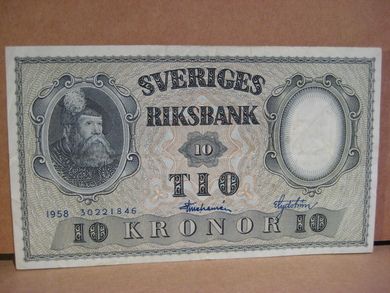 SVERIGES
RIKSBANK
10
TIO
1958 30221846
10 KRONOR 10